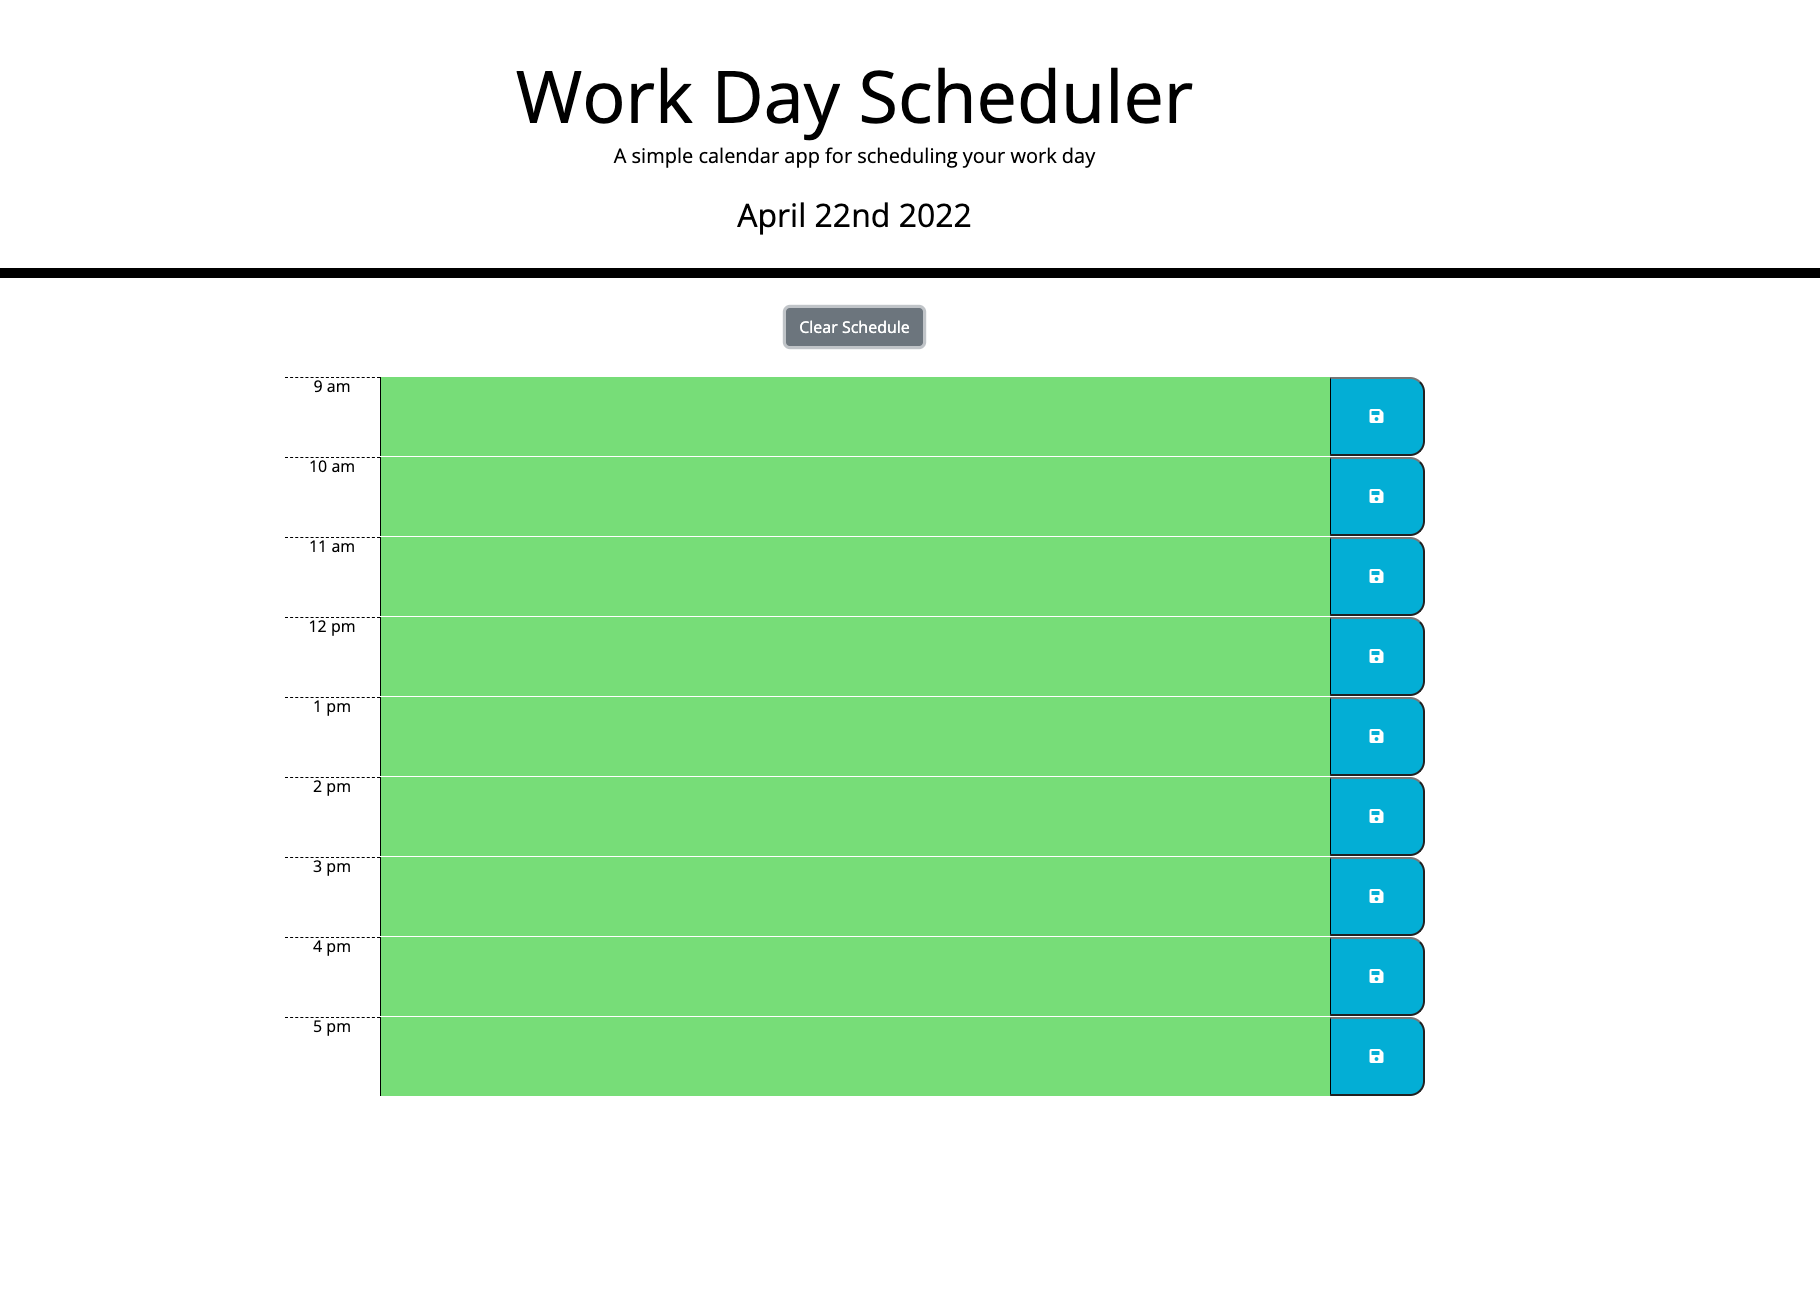 Work Day Scheduler
A simple calendar app for scheduling your work day
April 22nd 2022
Clear Schedule
9 am
10 am
11 am
12 pm
1 pm
2 pm
3 pm
4 pm
5 pm